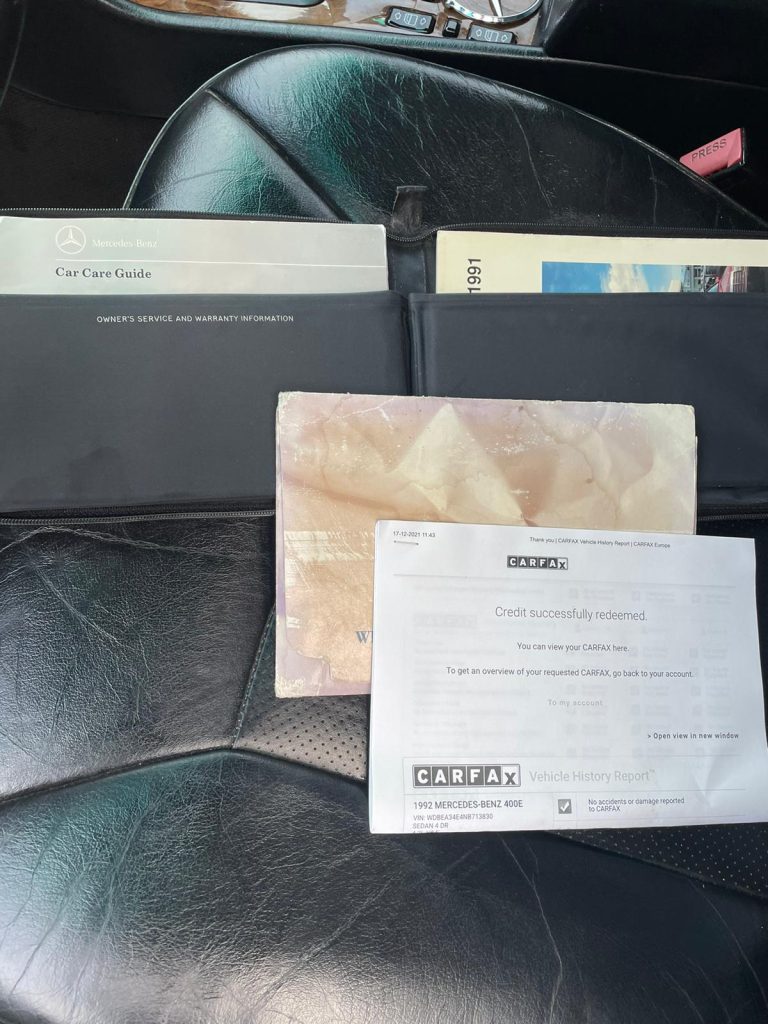 PRESS
Mercedes-Benz
Car Care Guide
1991
OWNER'S SERVICE AND WARRANTY INFORMATION
17-12-2021 11:43
Thank you | CARFAX Vehicle History Report | CARFAX Europe
CARFAX
Credit successfully redeemed.
You can view your CARFAX here.
To get an overview of your requested CARFAX, go back to your account.
To my account
> Open view in new window
CARFAX Vehicle History Report™
1992 MERCEDES-BENZ 400E
VIN: WDBEA34E4NB713830
SEDAN 4 DR
No accidents or damage reported
to CARFAX